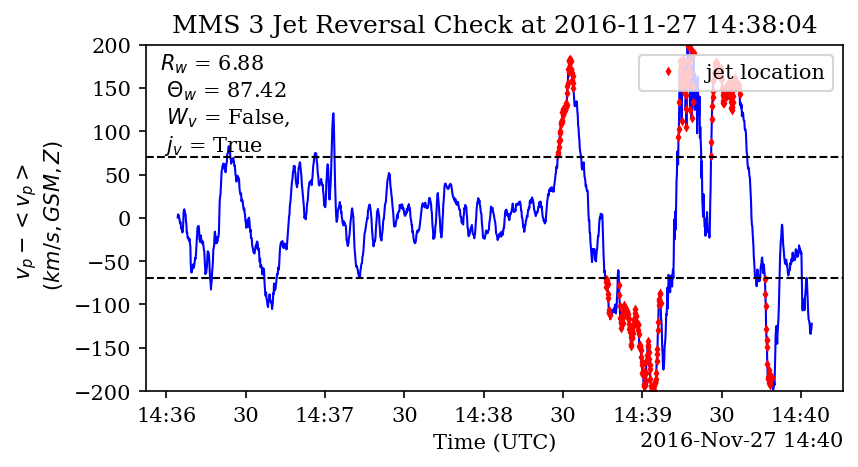 MMS 3 Jet Reversal Check at 2016-11-27 14:38:04
R_w = 6.88
Θ_w = 87.42
W_v = False,
j_v = True
jet location
v_p − < v_p >
(km/s, GSM, Z)
200
150
100
50
0
−50
−100
−150
−200
14:36 30 14:37 30 14:38 30 14:39 30 14:40
Time (UTC)
2016-Nov-27 14:40